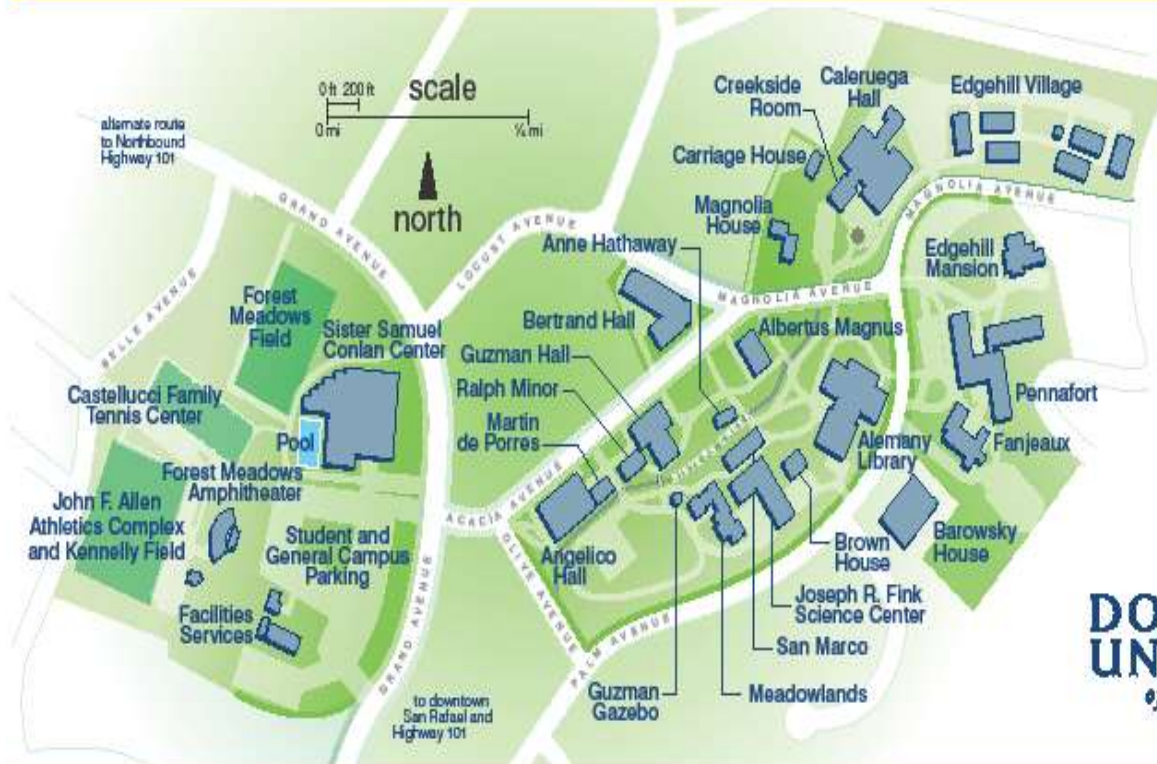 scale
0 ft 200 ft
0 mi ¼ mi
north
alternate route
to Northbound
Highway 101
Creekside
Room
Caleruega
Hall
Edgehill Village
Carriage House
Magnolia
House
MAGNOLIA AVENUE
GRAND AVENUE
LOCUST AVENUE
Anne Hathaway
Edgehill
Mansion
BELLE AVENUE
Forest
Meadows
Field
Sister Samuel
Conlan Center
Bertrand Hall
MAGNOLIA AVENUE
Albertus Magnus
Guzman Hall
Ralph Minor
Martin
de Porres
Pennafort
Castellucci Family
Tennis Center
Pool
Forest Meadows
Amphitheater
Fanjeaux
Alemany
Library
John F. Allen
Athletics Complex
and Kennelly Field
Student and
General Campus
Parking
ACACIA AVENUE
OLIVE AVENUE
Angelico
Hall
Brown
House
Barowsky
House
Joseph R. Fink
Science Center
Facilities
Services
San Marco
GRAND AVENUE
PALM AVENUE
Guzman
Gazebo
Meadowlands
to downtown
San Rafael and
Highway 101
DO
UN